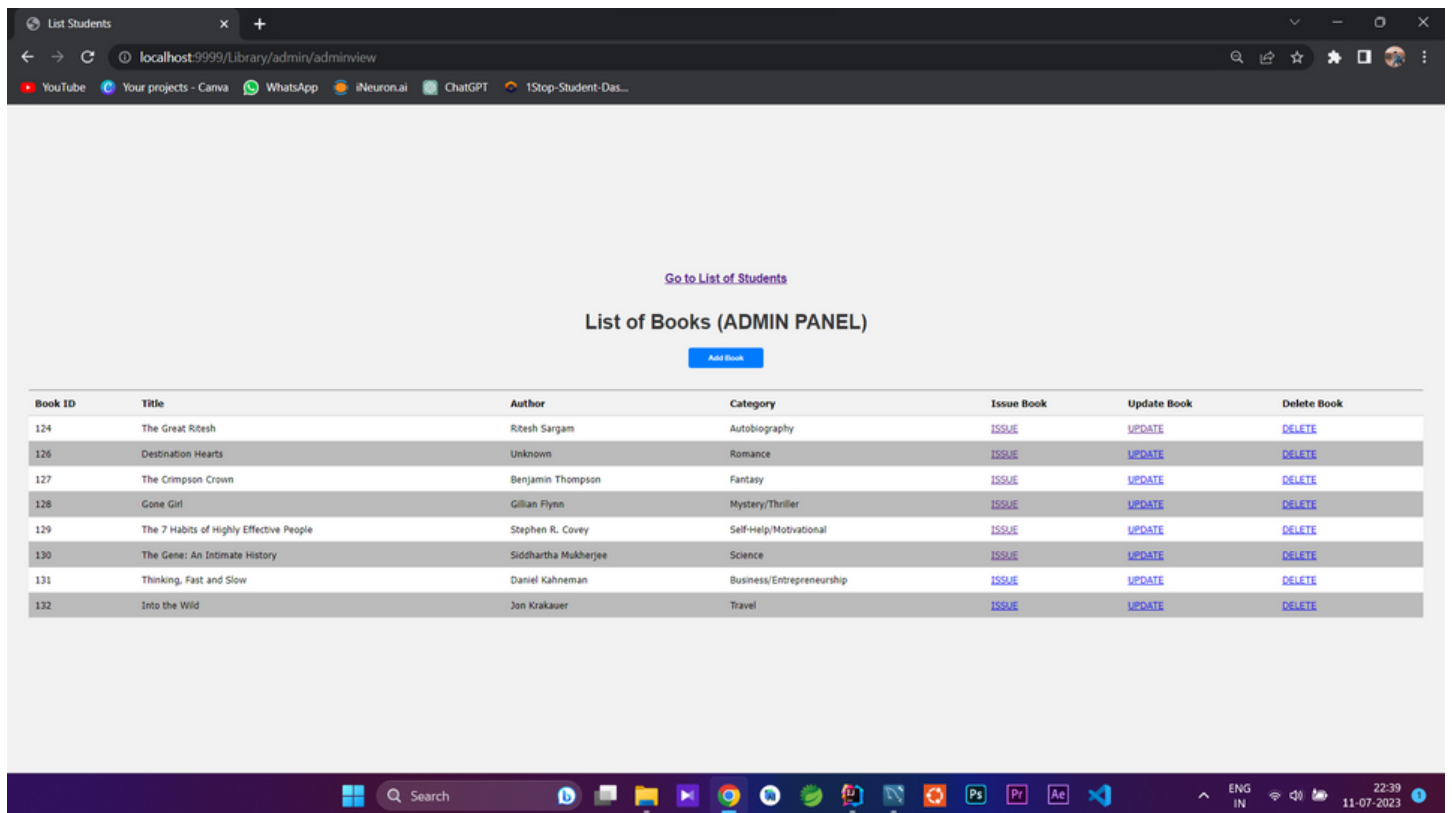 List Students
localhost:9999/Library/admin/adminview
YouTube Your projects - Canva WhatsApp iNeuron.ai ChatGPT 1Stop-Student-Das...
Go to List of Students
List of Books (ADMIN PANEL)
Add Book
Book ID Title Author Category Issue Book Update Book Delete Book
124 The Great Ritesh Ritesh Sargam Autobiography ISSUE UPDATE DELETE
126 Destination Hearts Unknown Romance ISSUE UPDATE DELETE
127 The Crimpson Crown Benjamin Thompson Fantasy ISSUE UPDATE DELETE
128 Gone Girl Gillian Flynn Mystery/Thriller ISSUE UPDATE DELETE
129 The 7 Habits of Highly Effective People Stephen R. Covey Self-Help/Motivational ISSUE UPDATE DELETE
130 The Gene: An Intimate History Siddhartha Mukherjee Science ISSUE UPDATE DELETE
131 Thinking, Fast and Slow Daniel Kahneman Business/Entrepreneurship ISSUE UPDATE DELETE
132 Into the Wild Jon Krakauer Travel ISSUE UPDATE DELETE
Search Ps Pr Ae ENG 22:39 1
IN 11-07-2023